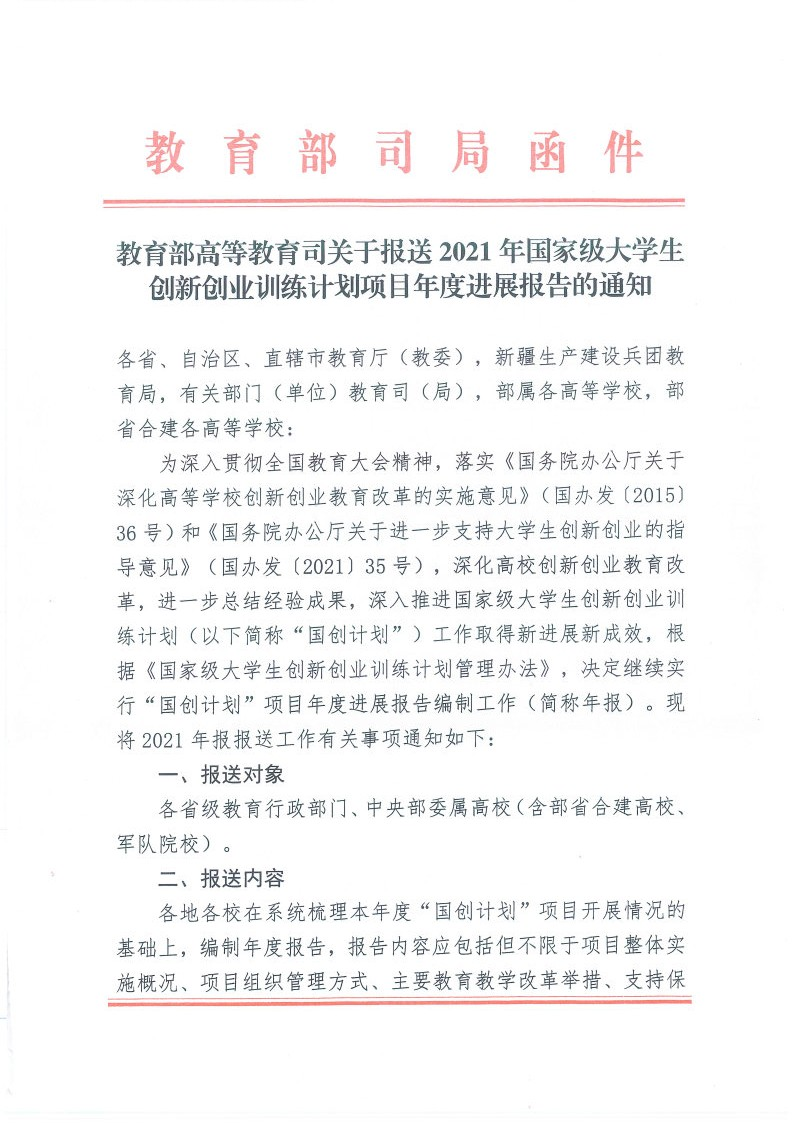 教育部司局函件
教育部高等教育司关于报送2021年国家级大学生
创新创业训练计划项目年度进展报告的通知
各省、自治区、直辖市教育厅（教委），新疆生产建设兵团教
育局，有关部门（单位）教育司（局），部属各高等学校，部
省合建各高等学校：
为深入贯彻全国教育大会精神，落实《国务院办公厅关于
深化高等学校创新创业教育改革的实施意见》（国办发〔2015〕
36号）和《国务院办公厅关于进一步支持大学生创新创业的指
导意见》（国办发〔2021〕35号），深化高校创新创业教育改
革，进一步总结经验成果，深入推进国家级大学生创新创业训
练计划（以下简称“国创计划”）工作取得新进展新成效，根
据《国家级大学生创新创业训练计划管理办法》，决定继续实
行“国创计划”项目年度进展报告编制工作（简称年报）。现
将2021年报报送工作有关事项通知如下：
一、报送对象
各省级教育行政部门、中央部委属高校（含部省合建高校、
军队院校）。
二、报送内容
各地各校在系统梳理本年度“国创计划”项目开展情况的
基础上，编制年度报告，报告内容应包括但不限于项目整体实
施概况、项目组织管理方式、主要教育教学改革举措、支持保